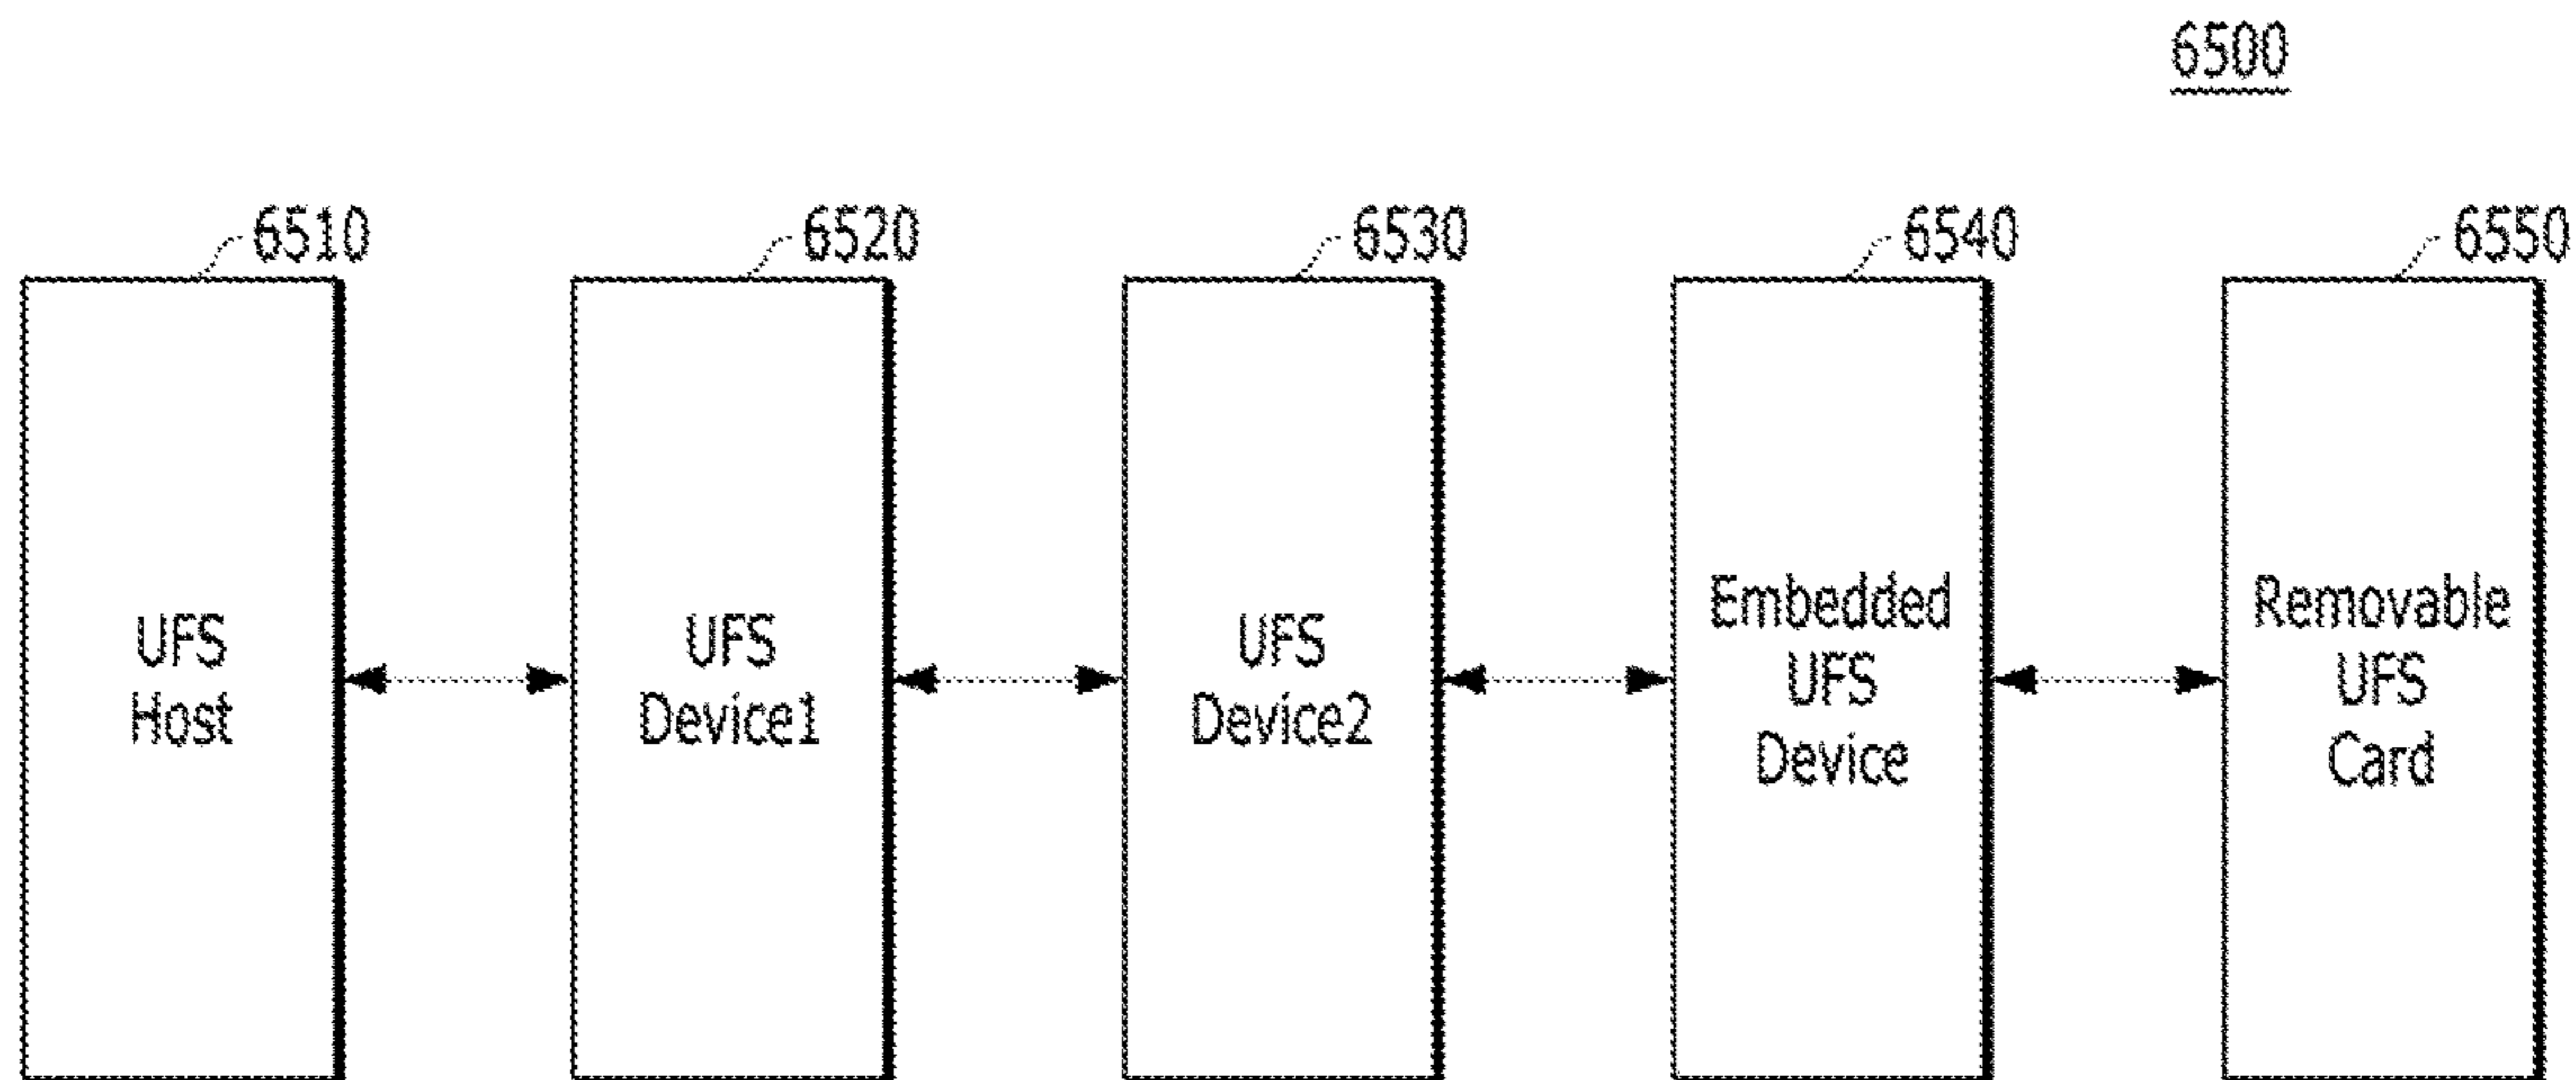 6500
6510
6520
6530
6540
6550
UFS
Host
UFS
Device1
UFS
Device2
Embedded
UFS
Device
Removable
UFS
Card